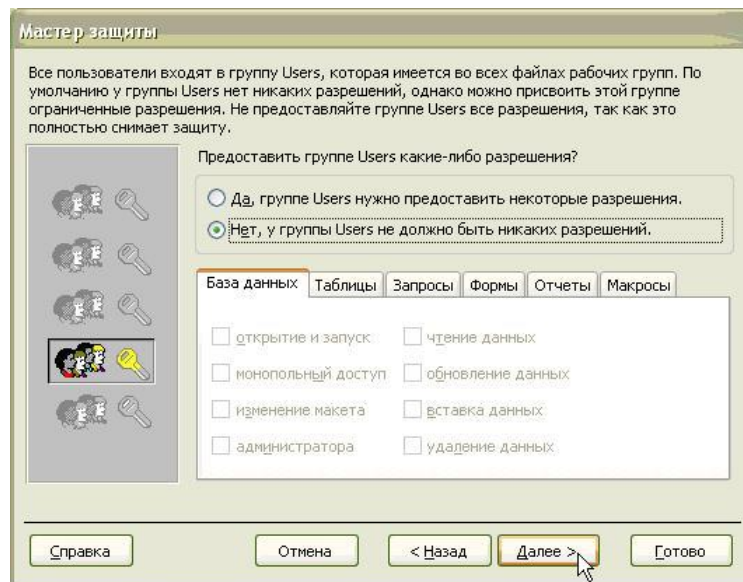 Мастер защиты
Все пользователи входят в группу Users, которая имеется во всех файлах рабочих групп. По
умолчанию у группы Users нет никаких разрешений, однако можно присвоить этой группе
ограниченные разрешения. Не предоставляйте группе Users все разрешения, так как это
полностью снимает защиту.
Предоставить группе Users какие-либо разрешения?
Да, группе Users нужно предоставить некоторые разрешения.
Нет, у группы Users не должно быть никаких разрешений.
База данных Таблицы Запросы Формы Отчеты Макросы
открытие и запуск чтение данных
монопольный доступ обновление данных
изменение макета вставка данных
администратора удаление данных
Справка Отмена < Назад Далее > Готово